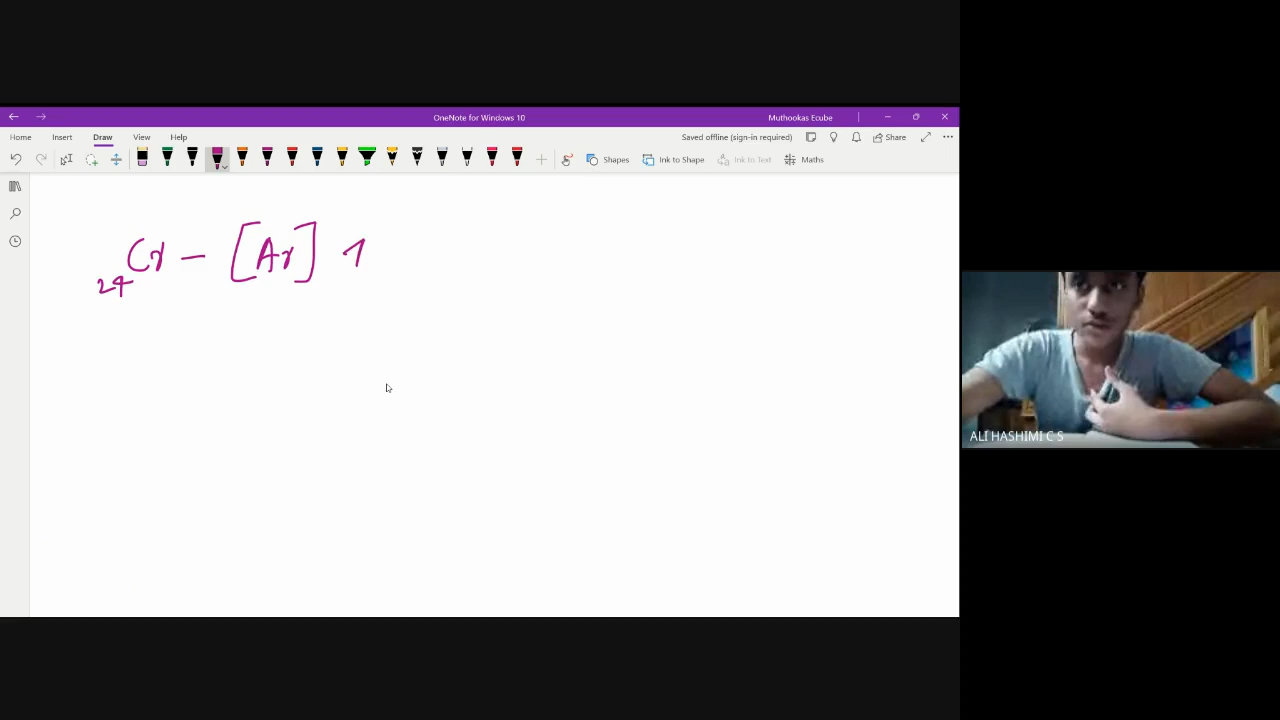 OneNote for Windows 10
Muthookas Ecube
Home Insert Draw View Help
Saved offline (sign-in required)
Share
Shapes
Ink to Shape
Ink to Text
Maths
24Cr - [Ar] 1
ALI HASHIMI C S